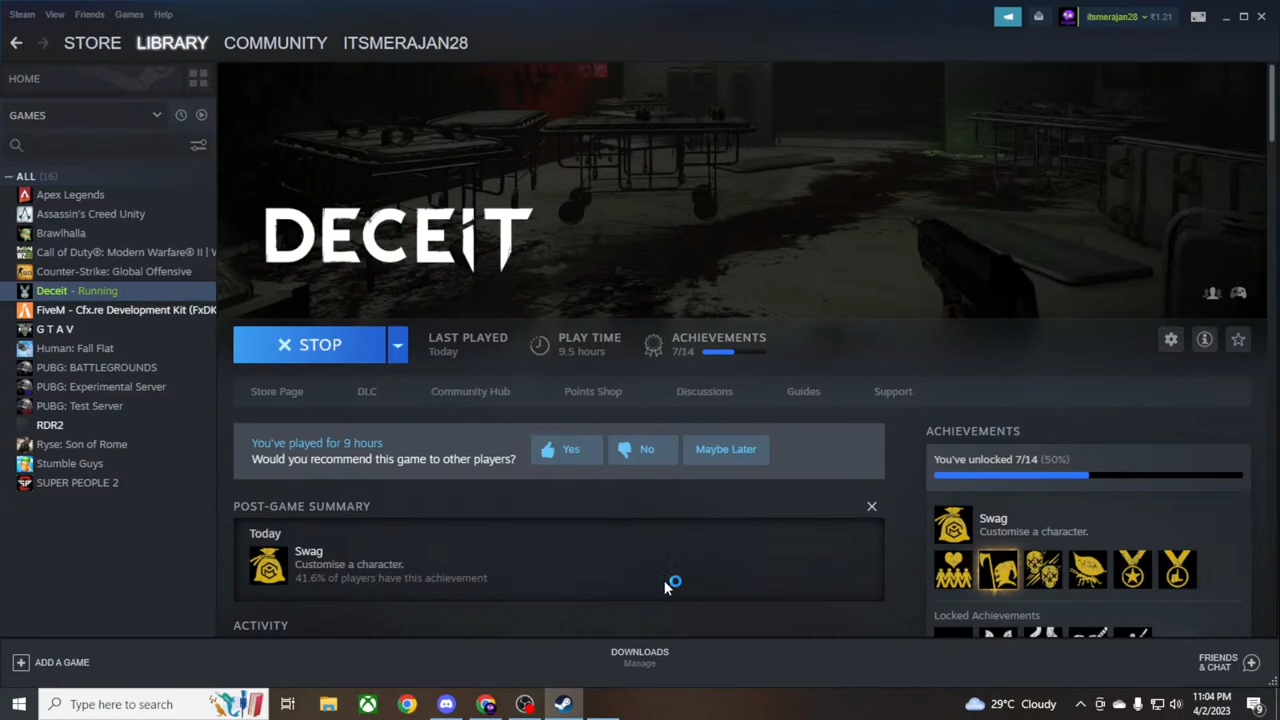 Steam View Friends Games Help
itsmerajan28 ₹1.21
STORE LIBRARY COMMUNITY ITSMERAJAN28
HOME
GAMES
ALL (16)
Apex Legends
Assassin's Creed Unity
Brawlhalla
Call of Duty®: Modern Warfare® II | W
Counter-Strike: Global Offensive
Deceit - Running
FiveM - Cfx.re Development Kit (FxDK
G T A V
Human: Fall Flat
PUBG: BATTLEGROUNDS
PUBG: Experimental Server
PUBG: Test Server
RDR2
Ryse: Son of Rome
Stumble Guys
SUPER PEOPLE 2
DECEiT
STOP
LAST PLAYED
Today
PLAY TIME
9.5 hours
ACHIEVEMENTS
7/14
Store Page DLC Community Hub Points Shop Discussions Guides Support
You've played for 9 hours
Would you recommend this game to other players?
Yes No Maybe Later
POST-GAME SUMMARY
Today
Swag
Customise a character.
41.6% of players have this achievement
ACTIVITY
ACHIEVEMENTS
You've unlocked 7/14 (50%)
Swag
Customise a character.
Locked Achievements
ADD A GAME
DOWNLOADS
Manage
FRIENDS
& CHAT
Type here to search
29°C Cloudy
11:04 PM
4/2/2023
9